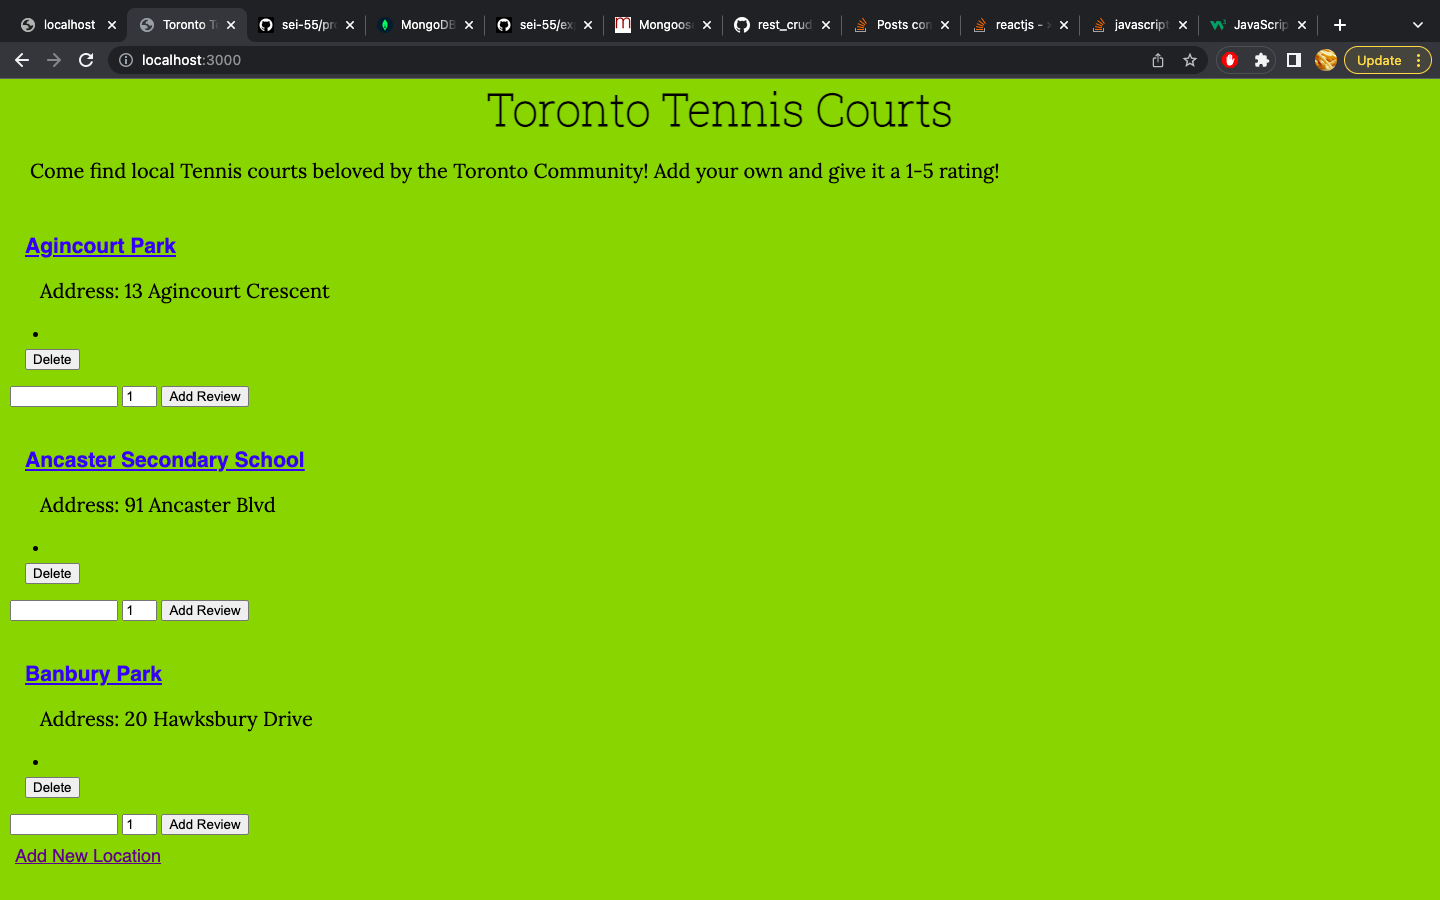 localhost
Toronto T
sei-55/pro
MongoDB
sei-55/ex
Mongoos
rest_crud
Posts con
reactjs -
javascript
JavaScrip
localhost:3000
Update
Toronto Tennis Courts
Come find local Tennis courts beloved by the Toronto Community! Add your own and give it a 1-5 rating!
Agincourt Park
Address: 13 Agincourt Crescent
•
Delete
1 Add Review
Ancaster Secondary School
Address: 91 Ancaster Blvd
•
Delete
1 Add Review
Banbury Park
Address: 20 Hawksbury Drive
•
Delete
1 Add Review
Add New Location